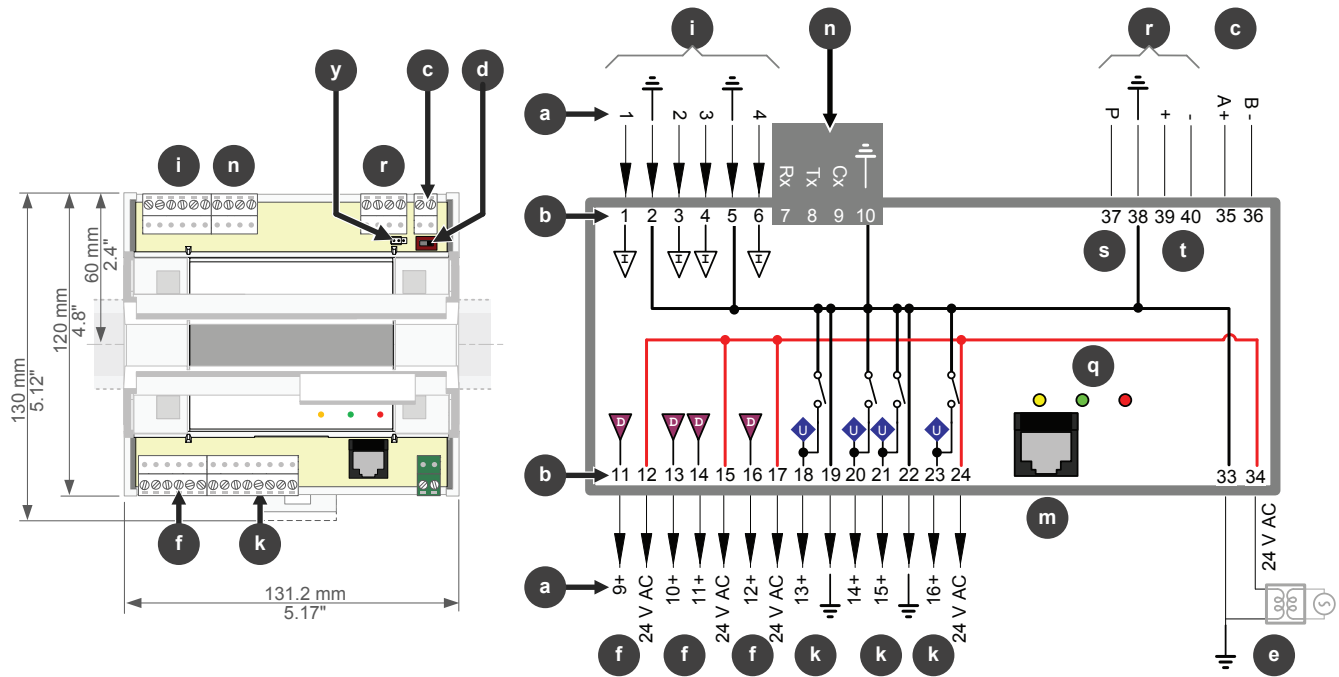 y
c
d
i
n
r
60 mm
2.4"
120 mm
4.8"
130 mm
5.12"
f
k
131.2 mm
5.17"
i
n
r
c
a
1
2
3
4
P
+
-
A+
B-
Rx
Tx
Cx
b
1
2
3
4
5
6
7
8
9
10
37
38
39
40
35
36
s
t
I
I
I
I
q
D
D
D
D
U
U
U
U
b
11
12
13
14
15
16
17
18
19
20
21
22
23
24
33
34
m
a
9+
24 V AC
10+
11+
24 V AC
12+
24 V AC
13+
14+
15+
16+
24 V AC
24 V AC
f
f
f
k
k
k
e